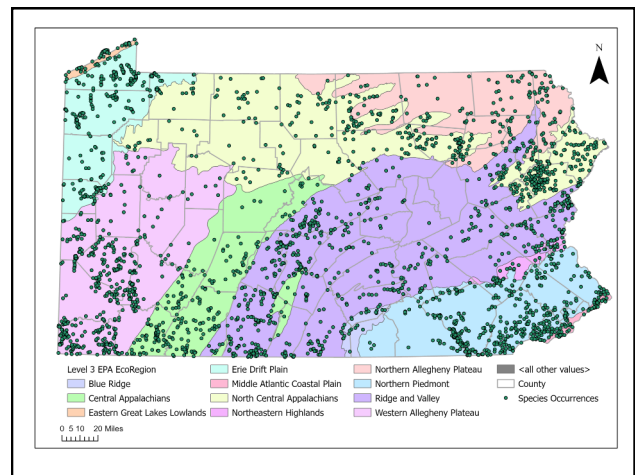 N
Level 3 EPA EcoRegion
Blue Ridge
Central Appalachians
Eastern Great Lakes Lowlands
Erie Drift Plain
Middle Atlantic Coastal Plain
North Central Appalachians
Northeastern Highlands
Northern Allegheny Plateau
Northern Piedmont
Ridge and Valley
Western Allegheny Plateau
<all other values>
County
Species Occurrences
0 5 10 20 Miles